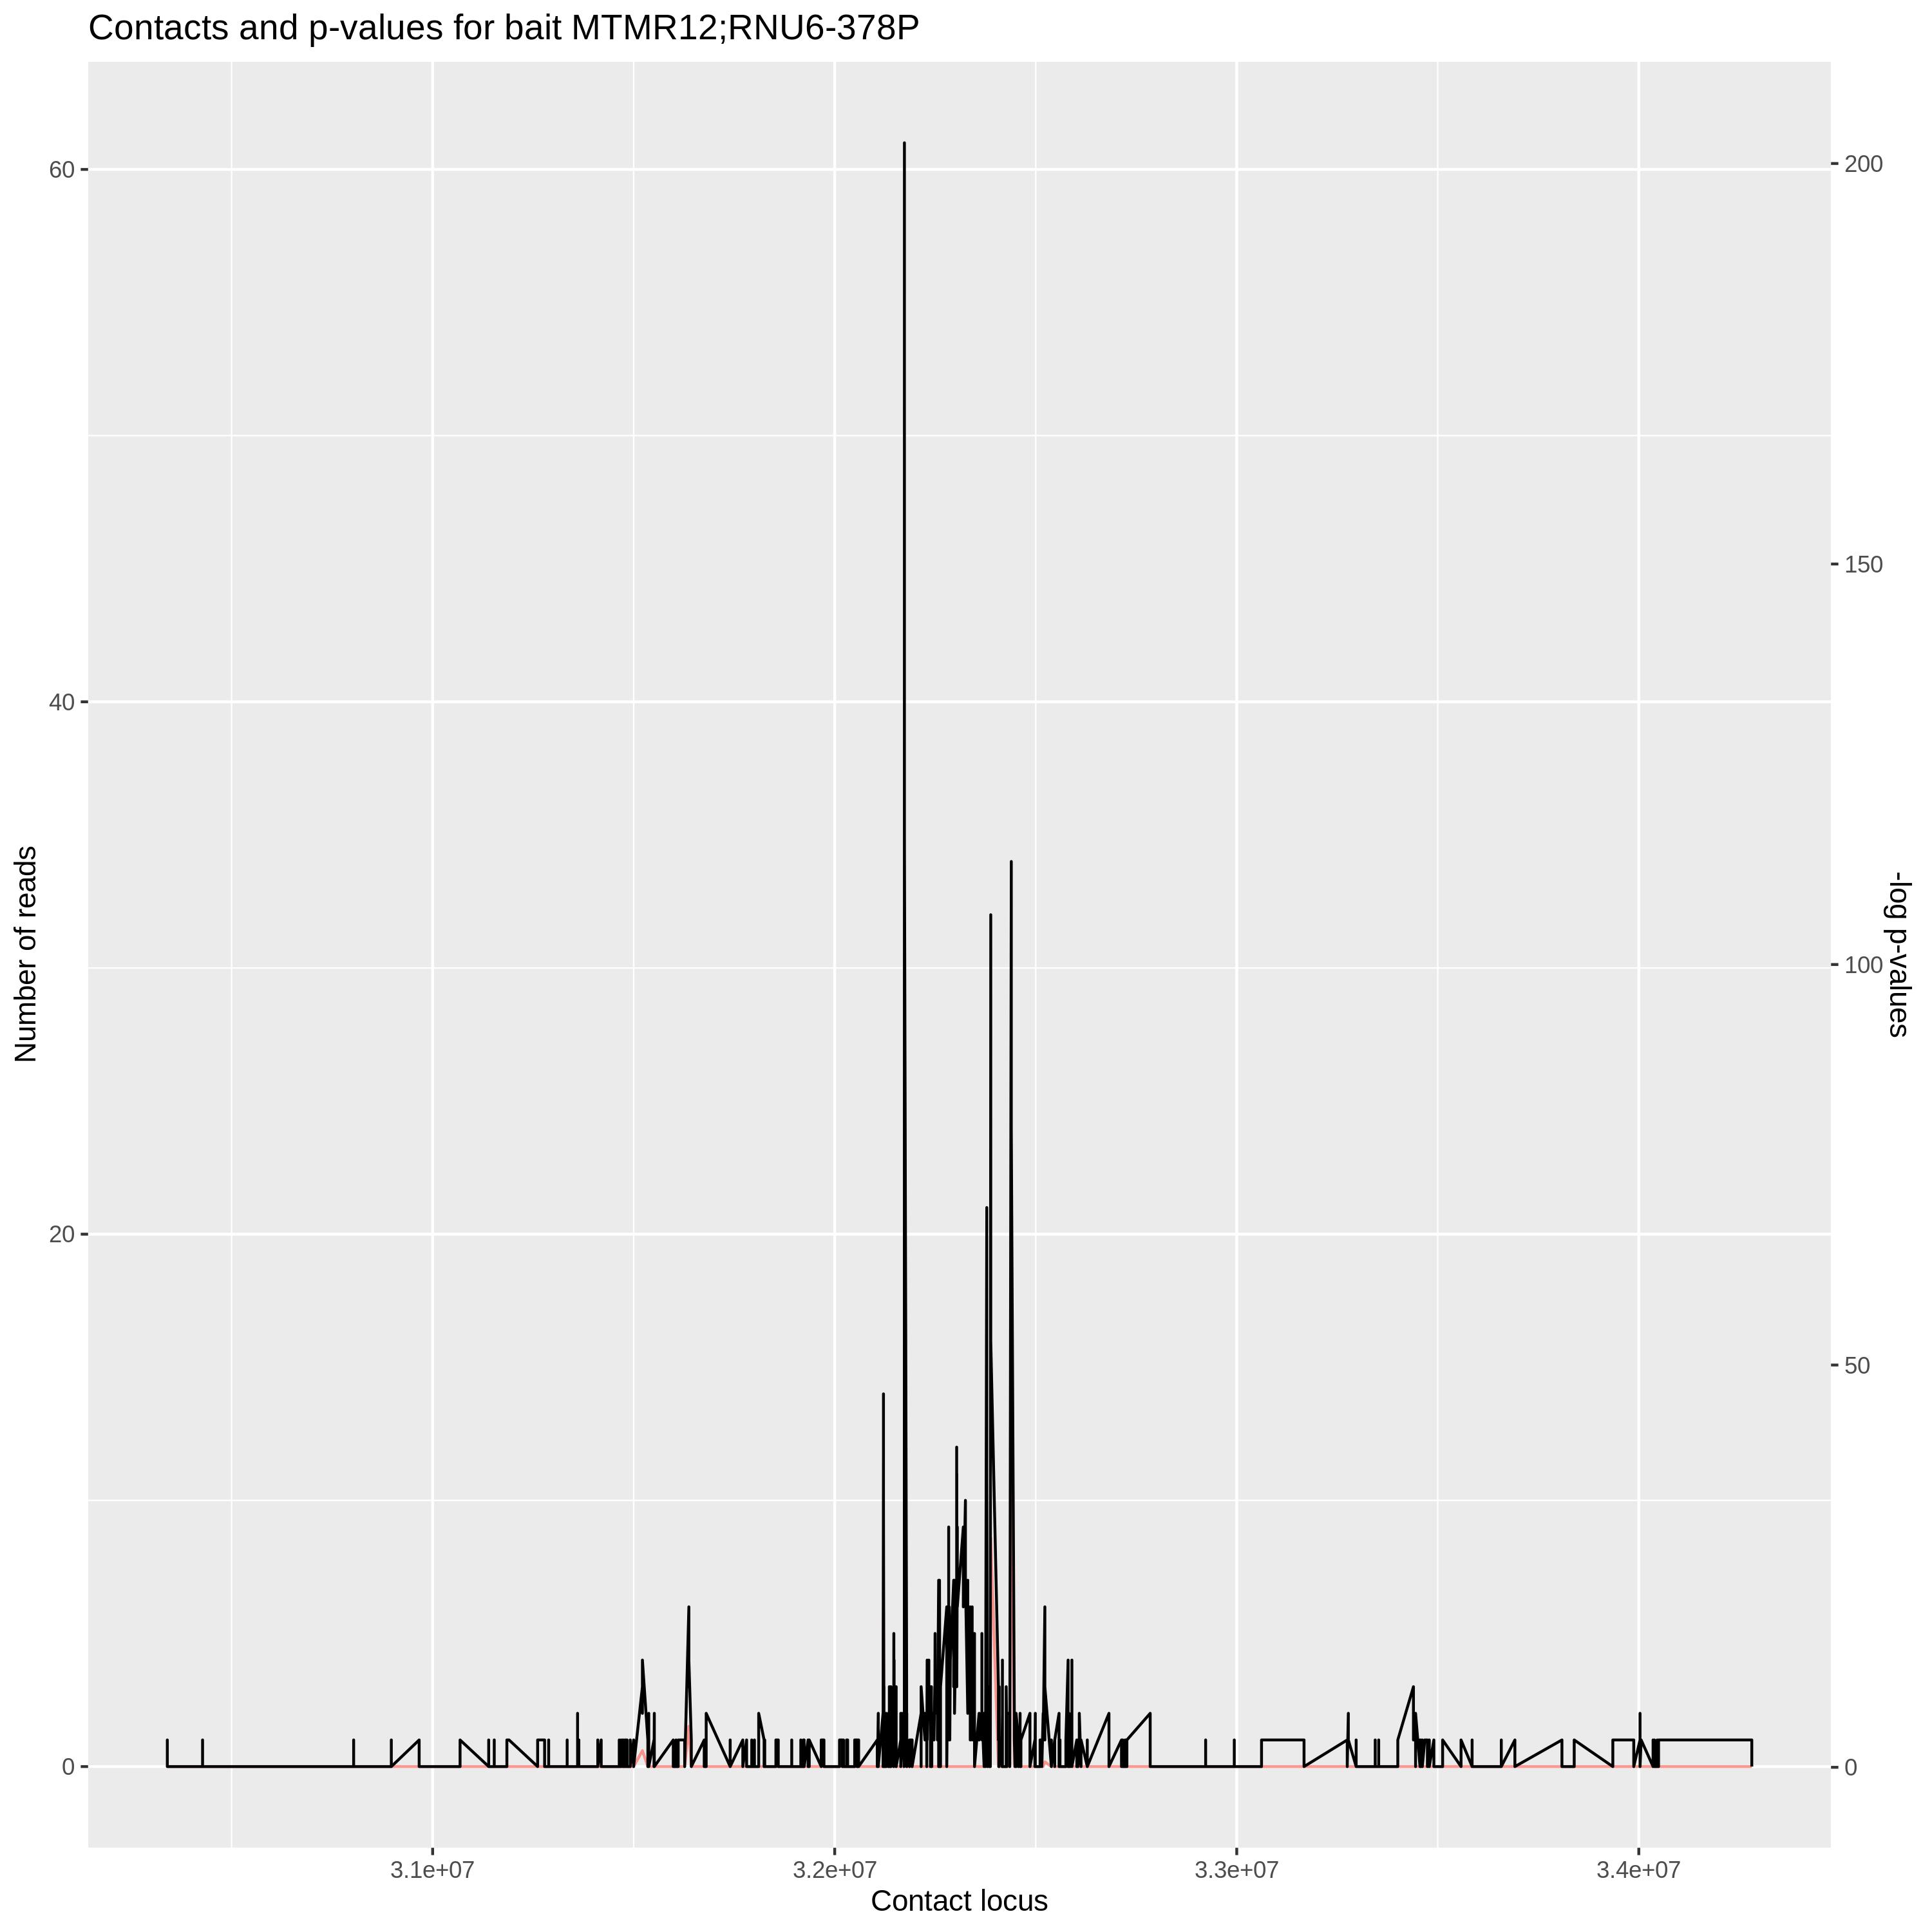 Contacts and p-values for bait MTMR12;RNU6-378P
60
40
20
0
Number of reads
200
150
100
50
0
-log p-values
3.1e+07 3.2e+07 3.3e+07 3.4e+07
Contact locus